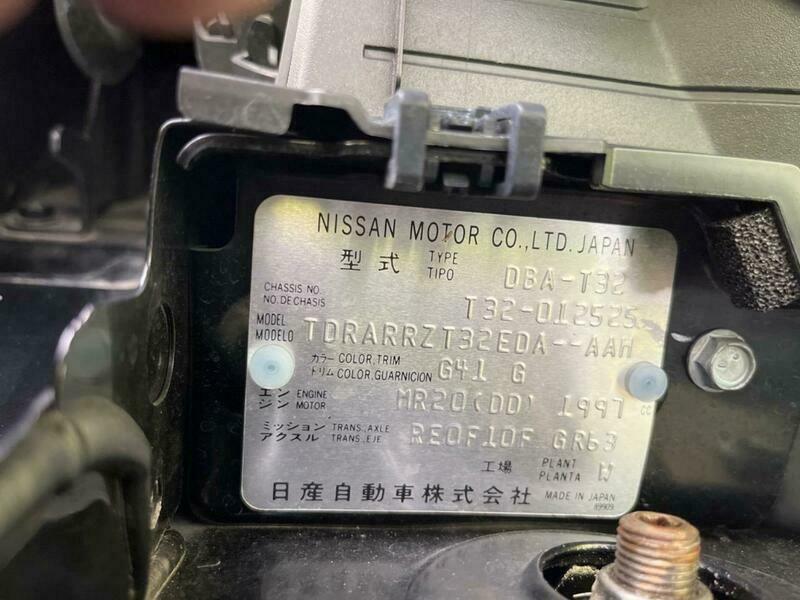 NISSAN MOTOR CO.,LTD. JAPAN
型式 TYPE TIPO DBA-T32
CHASSIS NO. NO.DE CHASIS T32-012525
MODEL MODELO TDRARRZT32EDA--AAH
カラー COLOR,TRIM トリム COLOR,GUARNICION G41 G
エンジン ENGINE MOTOR MR20(DD) 1997 cc
ミッション TRANS.,AXLE アクスル TRANS.,EJE RE0F10F GR63
工場 PLANT PLANTA W
日産自動車株式会社 MADE IN JAPAN
89909